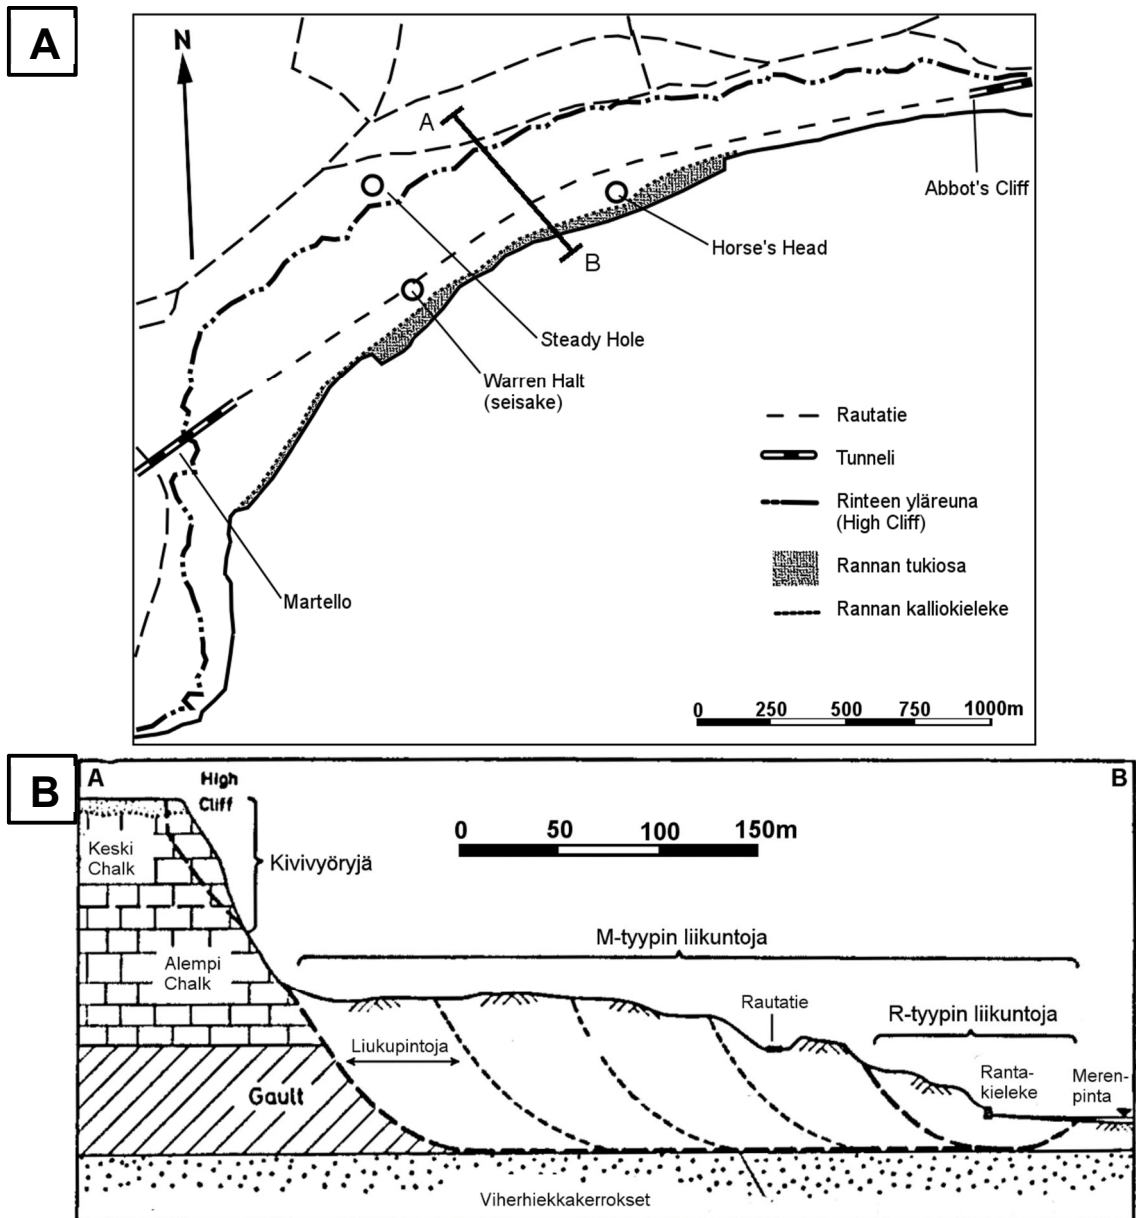 A
N
A
B
Abbot's Cliff
Horse's Head
Steady Hole
Warren Halt
(seisake)
Martello
Rautatie
Tunneli
Rinteen yläreuna
(High Cliff)
Rannan tukiosa
Rannan kalliokieleke
0 250 500 750 1000m
B
A
High
Cliff
B
0 50 100 150m
Keski
Chalk
Kivivyöryjä
Alempi
Chalk
M-tyypin liikuntoja
Rautatie
R-tyypin liikuntoja
Liukupintoja
Ranta-
kieleke
Meren-
pinta
Gault
Viherhiekkakerrokset